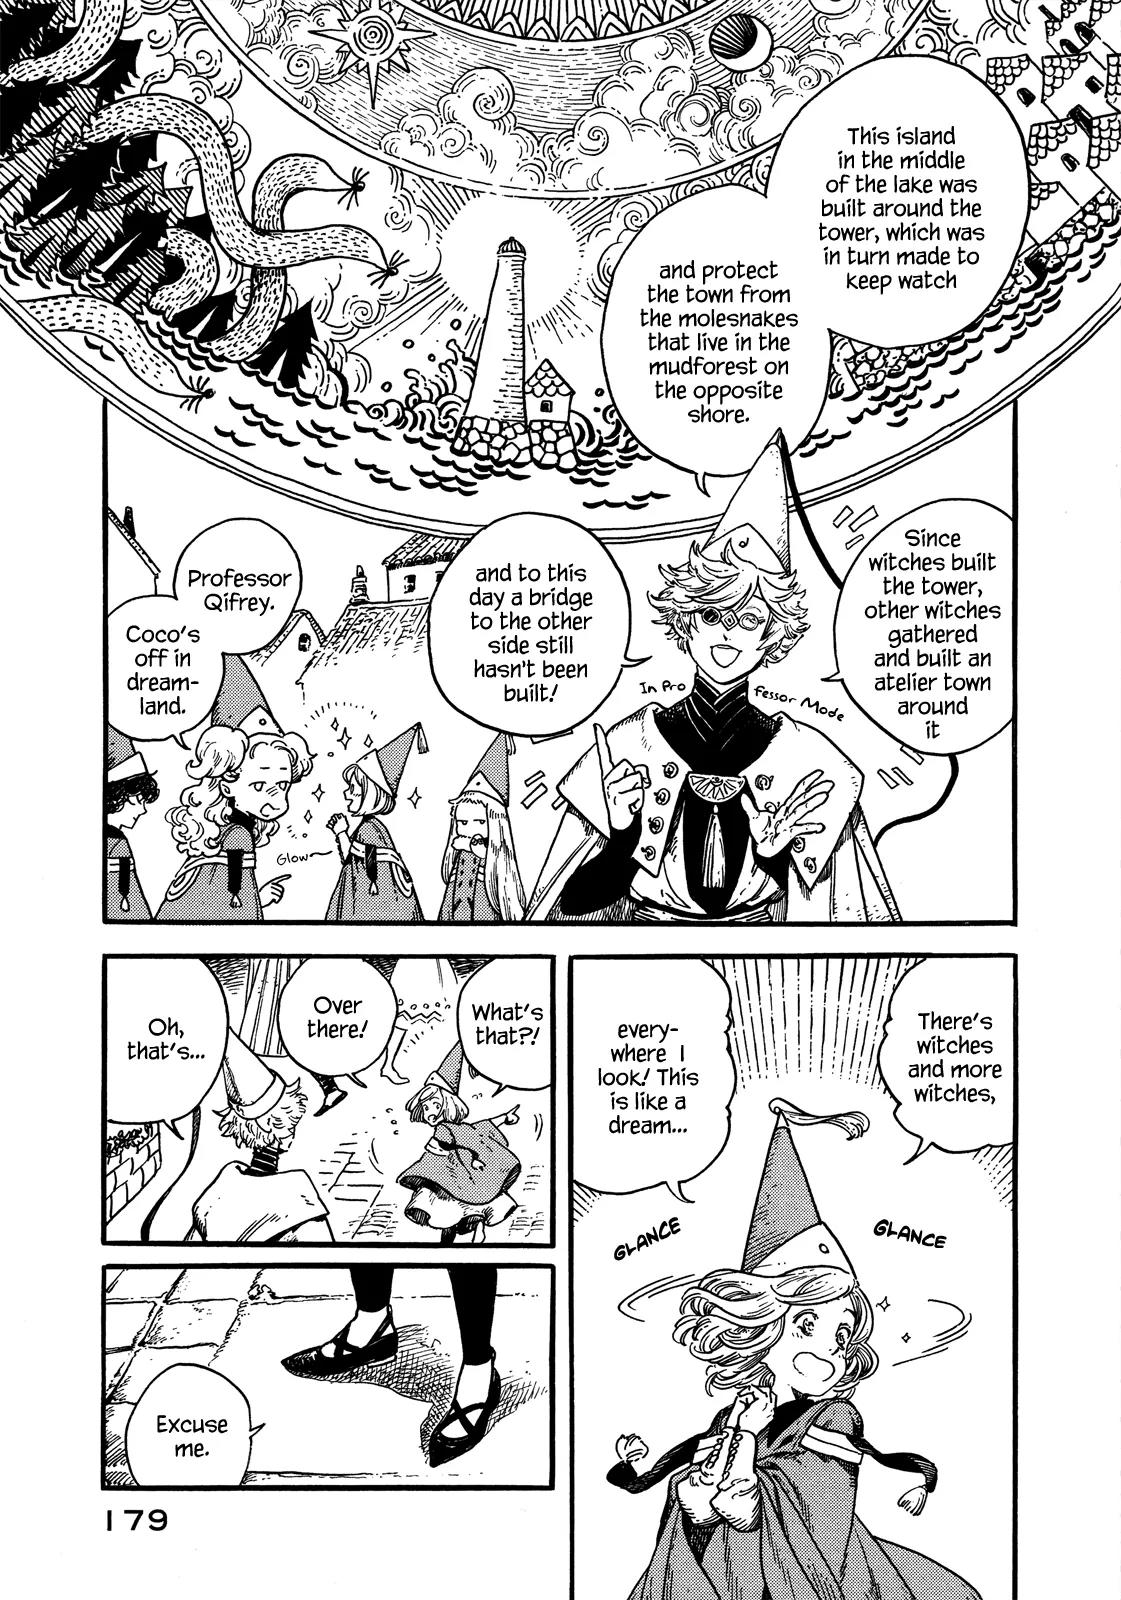 This island
in the middle
of the lake was
built around the
tower, which was
in turn made to
keep watch
and protect
the town from
the molesnakes
that live in the
mudforest on
the opposite
shore.
Since
witches built
the tower,
other witches
gathered
and built an
atelier town
around
it
In Pro
fessor Mode
and to this
day a bridge
to the other
side still
hasn't been
built!
Professor
Qifrey.
Coco's
off in
dream-
land.
Glow~
There's
witches
and more
witches,
every-
where I
look! This
is like a
dream...
GLANCE
GLANCE
What's
that?!
Over
there!
Oh,
that's...
Excuse
me.
179